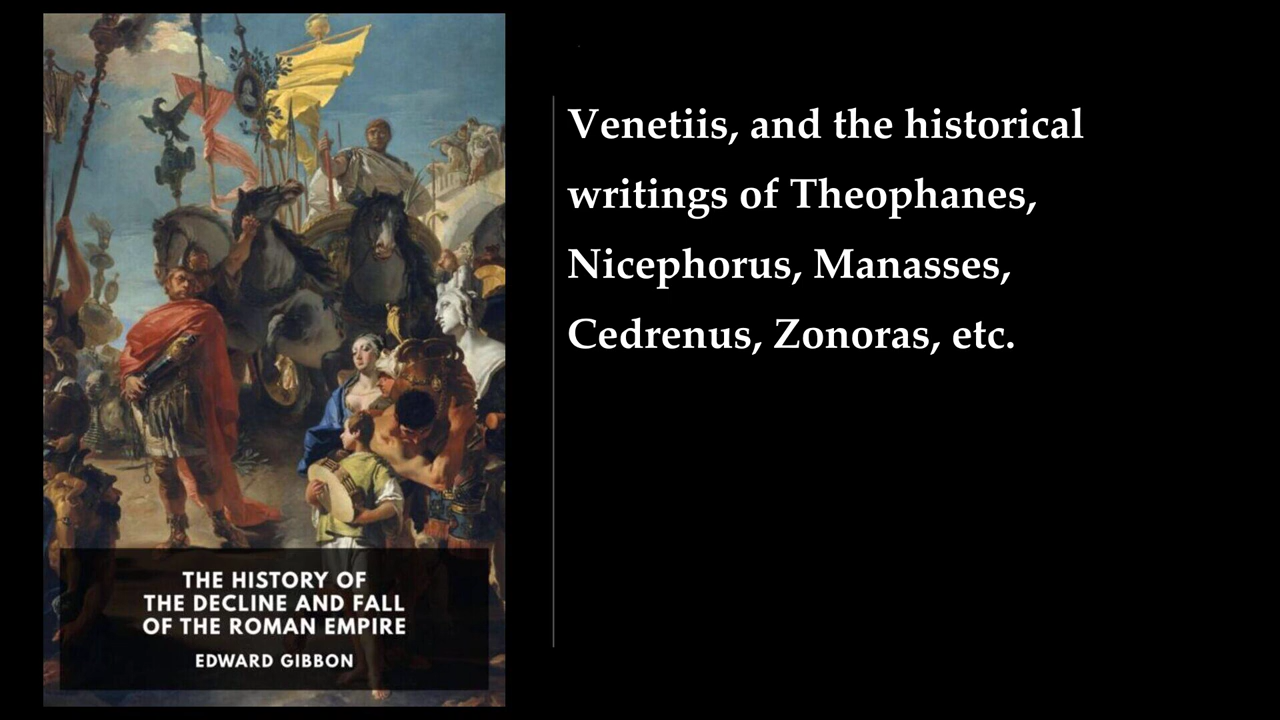 Venetiis, and the historical
writings of Theophanes,
Nicephorus, Manasses,
Cedrenus, Zonoras, etc.
THE HISTORY OF
THE DECLINE AND FALL
OF THE ROMAN EMPIRE
EDWARD GIBBON